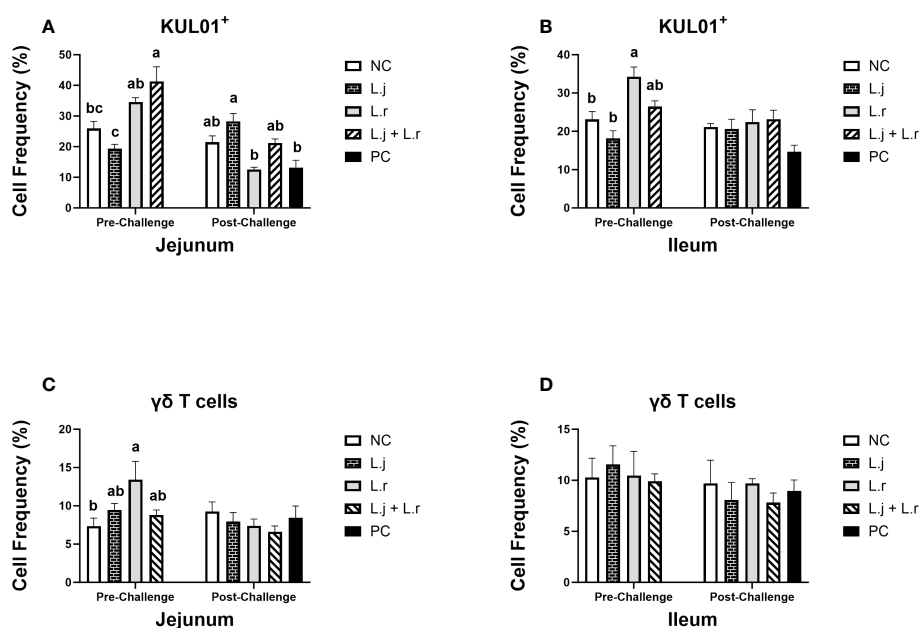 A
KUL01+
Cell Frequency (%)
50
40
30
20
10
0
bc
c
ab
a
ab
a
b
ab
b
Pre-Challenge
Post-Challenge
Jejunum
NC
L.j
L.r
L.j + L.r
PC
B
KUL01+
Cell Frequency (%)
40
30
20
10
0
b
b
a
ab
Pre-Challenge
Post-Challenge
Ileum
NC
L.j
L.r
L.j + L.r
PC
C
γδ T cells
Cell Frequency (%)
20
15
10
5
0
b
ab
a
ab
Pre-Challenge
Post-Challenge
Jejunum
NC
L.j
L.r
L.j + L.r
PC
D
γδ T cells
Cell Frequency (%)
15
10
5
0
Pre-Challenge
Post-Challenge
Ileum
NC
L.j
L.r
L.j + L.r
PC